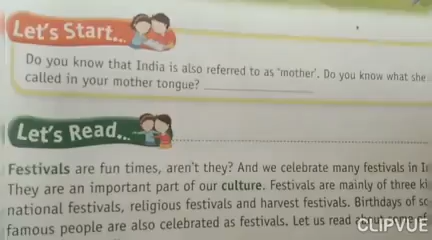 Let's Start...
Do you know that India is also referred to as 'mother'. Do you know what she
called in your mother tongue?
Let's Read...
Festivals are fun times, aren't they? And we celebrate many festivals in
They are an important part of our culture. Festivals are mainly of three
national festivals, religious festivals and harvest festivals. Birthdays of
famous people are also celebrated as festivals. Let us read about some of
CLIPVUE